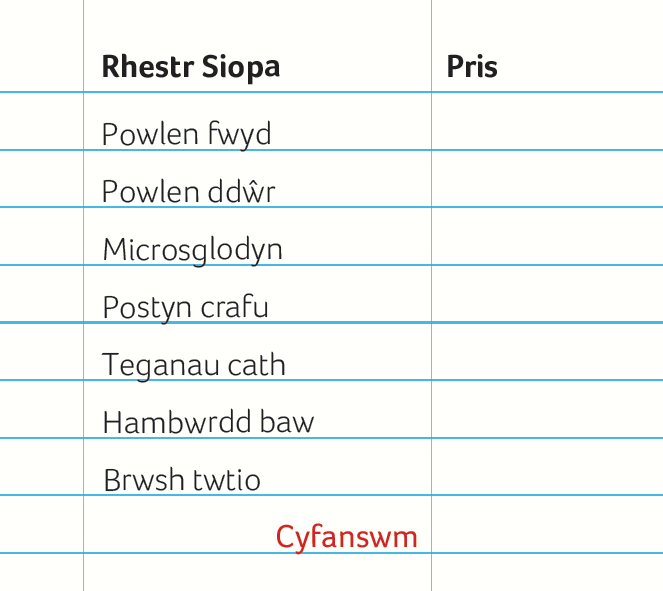 Rhestr Siopa Pris
Powlen fwyd
Powlen ddŵr
Microsglodyn
Postyn crafu
Teganau cath
Hambwrdd baw
Brwsh twtio
Cyfanswm